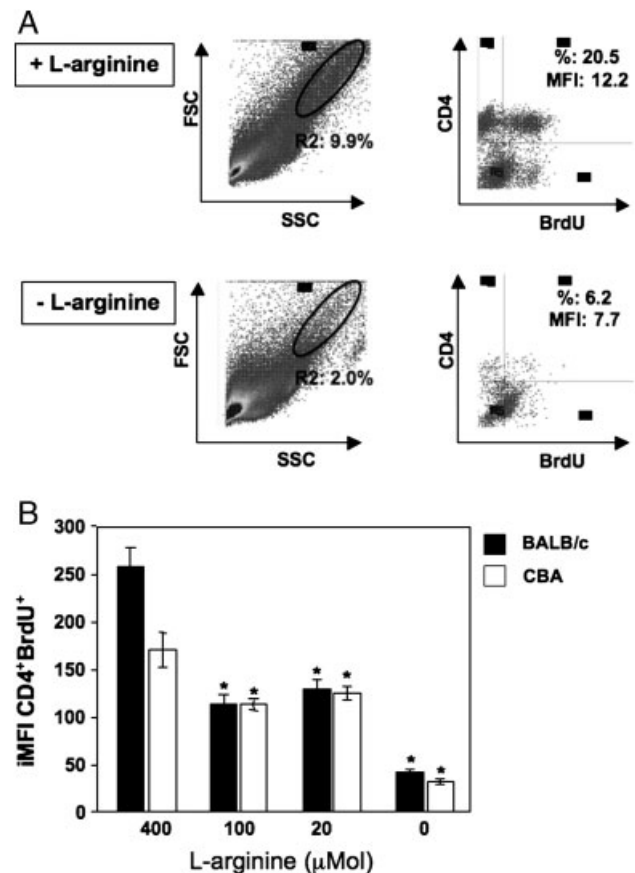 A
+ L-arginine
FSC
R2: 9.9%
SSC
CD4
%: 20.5
MFI: 12.2
BrdU
- L-arginine
FSC
R2: 2.0%
SSC
CD4
%: 6.2
MFI: 7.7
BrdU
B
iMFI CD4⁺BrdU⁺
300
250
200
150
100
50
0
BALB/c
CBA
* * * * * *
400 100 20 0
L-arginine (μMol)